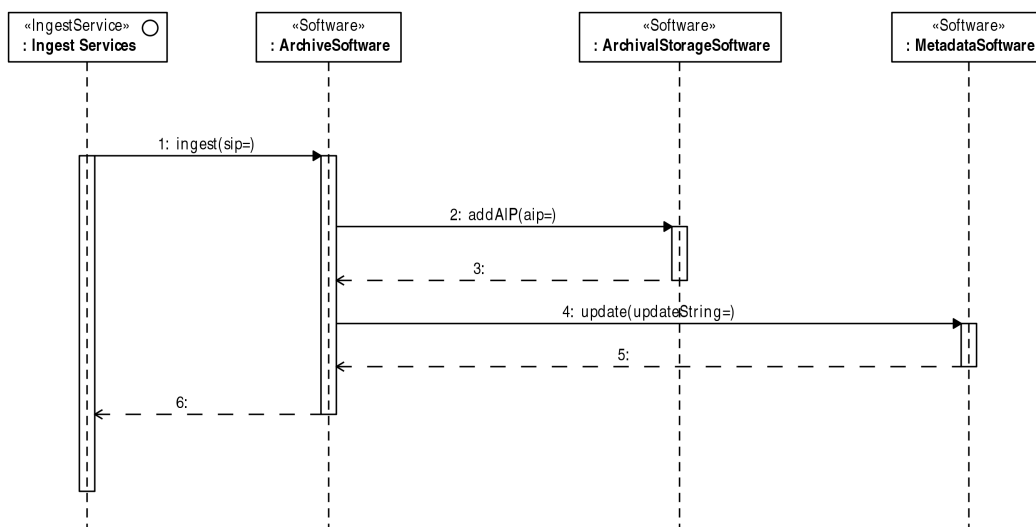 «IngestService»
: Ingest Services
«Software»
: ArchiveSoftware
«Software»
: ArchivalStorageSoftware
«Software»
: MetadataSoftware
1: ingest(sip=)
2: addAIP(aip=)
3:
4: update(updateString=)
5:
6: